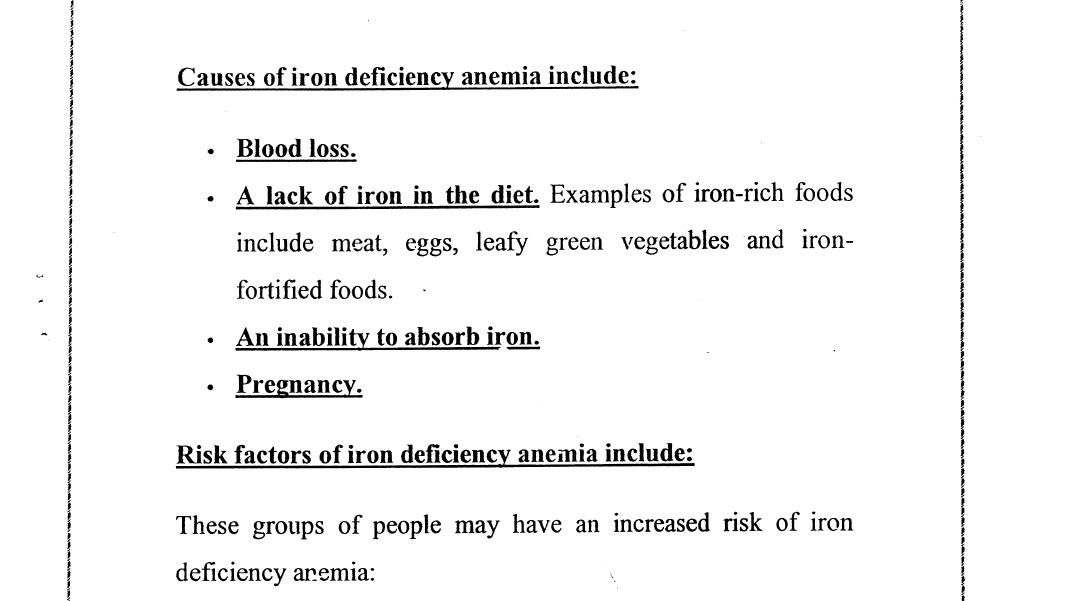 Causes of iron deficiency anemia include:
• Blood loss.
• A lack of iron in the diet. Examples of iron-rich foods
include meat, eggs, leafy green vegetables and iron-
fortified foods.
• An inability to absorb iron.
• Pregnancy.
Risk factors of iron deficiency anemia include:
These groups of people may have an increased risk of iron
deficiency anemia: